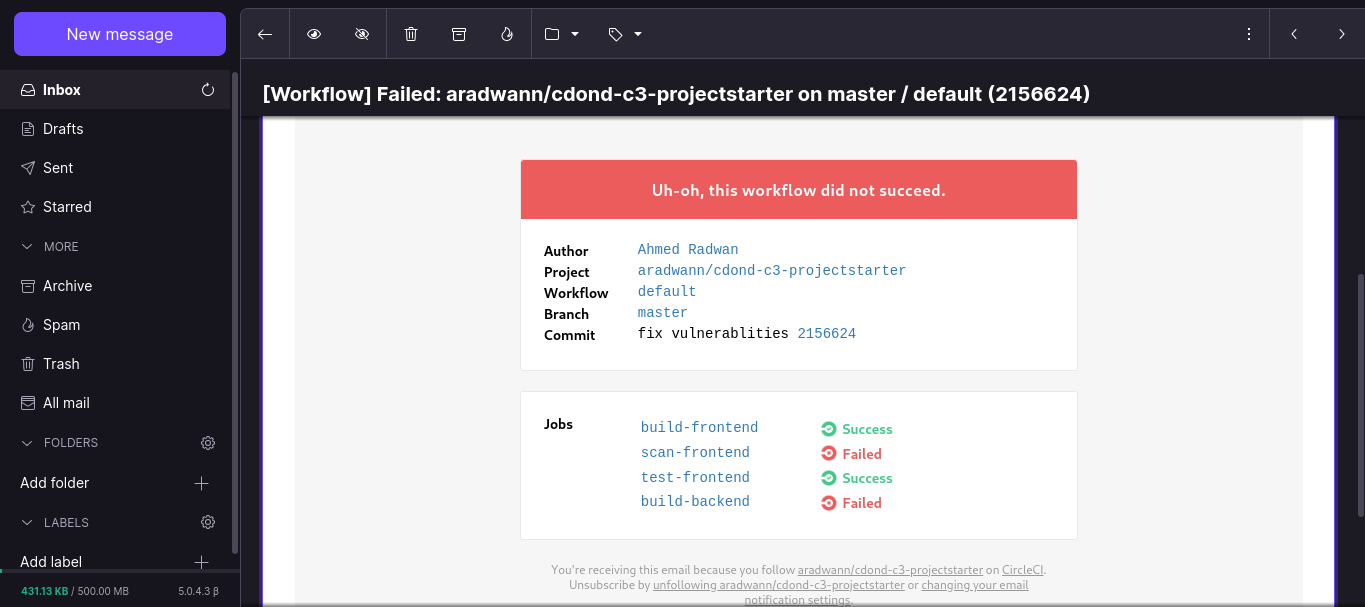 New message
Inbox
Drafts
Sent
Starred
MORE
Archive
Spam
Trash
All mail
FOLDERS
Add folder
LABELS
Add label
431.13 KB / 500.00 MB 5.0.4.3 β
[Workflow] Failed: aradwann/cdond-c3-projectstarter on master / default (2156624)
Uh-oh, this workflow did not succeed.
Author Ahmed Radwan
Project aradwann/cdond-c3-projectstarter
Workflow default
Branch master
Commit fix vulnerablities 2156624
Jobs build-frontend Success
scan-frontend Failed
test-frontend Success
build-backend Failed
You're receiving this email because you follow aradwann/cdond-c3-projectstarter on CircleCI.
Unsubscribe by unfollowing aradwann/cdond-c3-projectstarter or changing your email
notification settings.